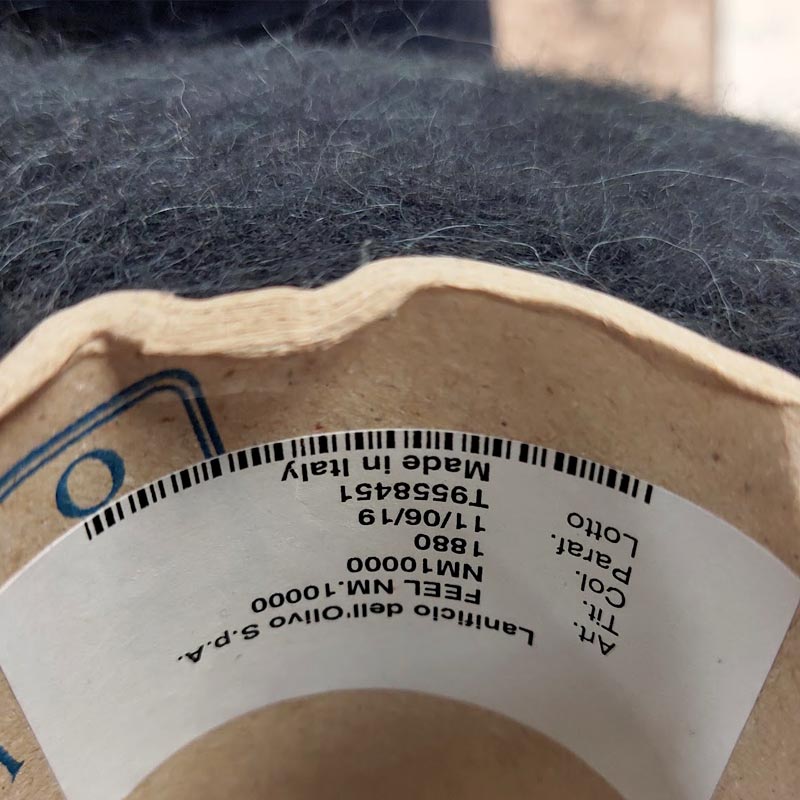 Lanificio dell'Olivo S.p.A.
Art. FEEL NM.10000
Tit. NM10000
Col. 1880
Paraf. 11/06/19
Lotto T9558451
Made in Italy
O